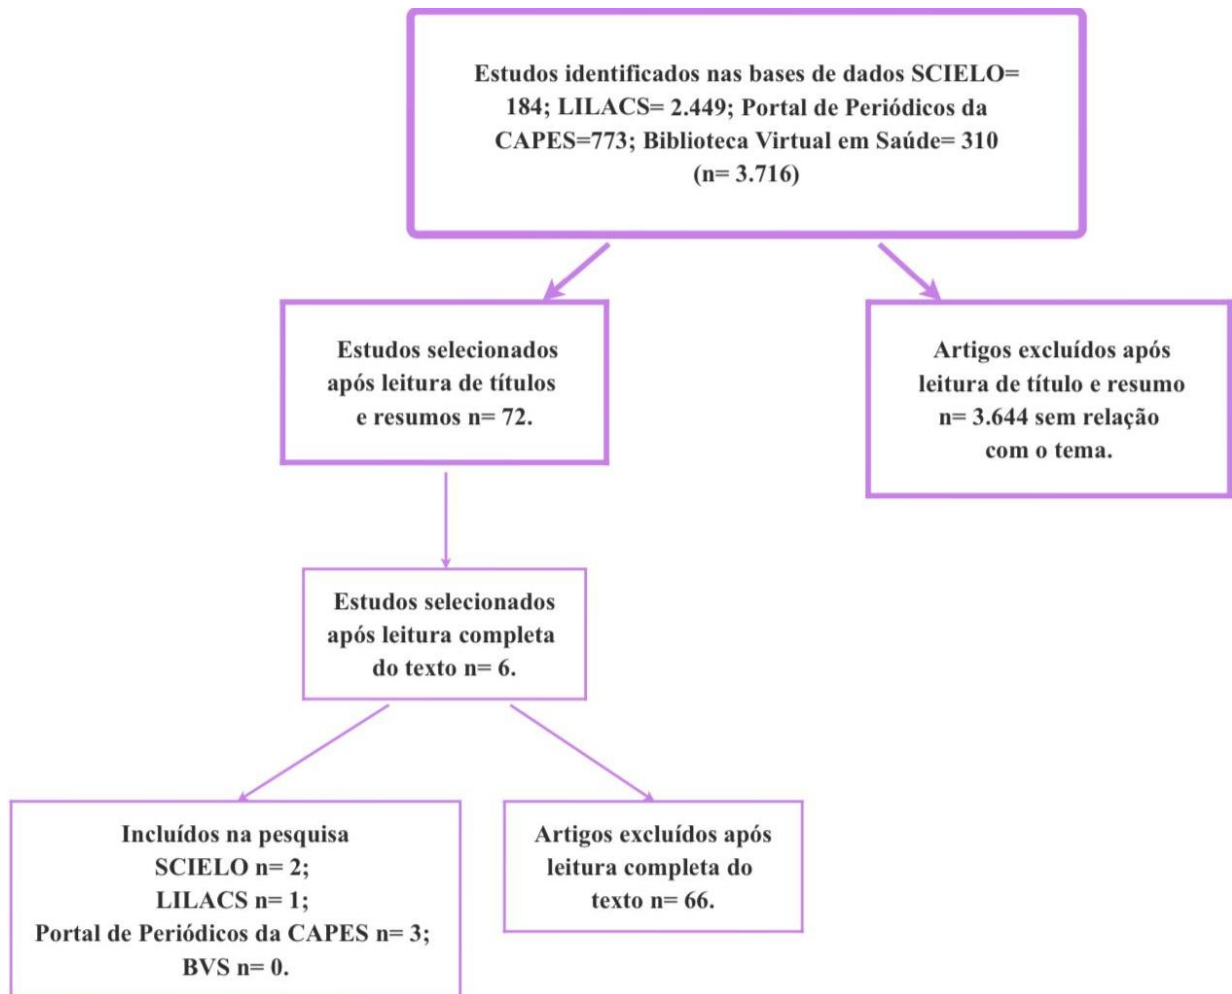 Estudos identificados nas bases de dados SCIELO=
184; LILACS= 2.449; Portal de Periódicos da
CAPES=773; Biblioteca Virtual em Saúde= 310
(n= 3.716)
Estudos selecionados
após leitura de títulos
e resumos n= 72.
Artigos excluídos após
leitura de título e resumo
n= 3.644 sem relação
com o tema.
Estudos selecionados
após leitura completa
do texto n= 6.
Incluídos na pesquisa
SCIELO n= 2;
LILACS n= 1;
Portal de Periódicos da CAPES n= 3;
BVS n= 0.
Artigos excluídos após
leitura completa do
texto n= 66.